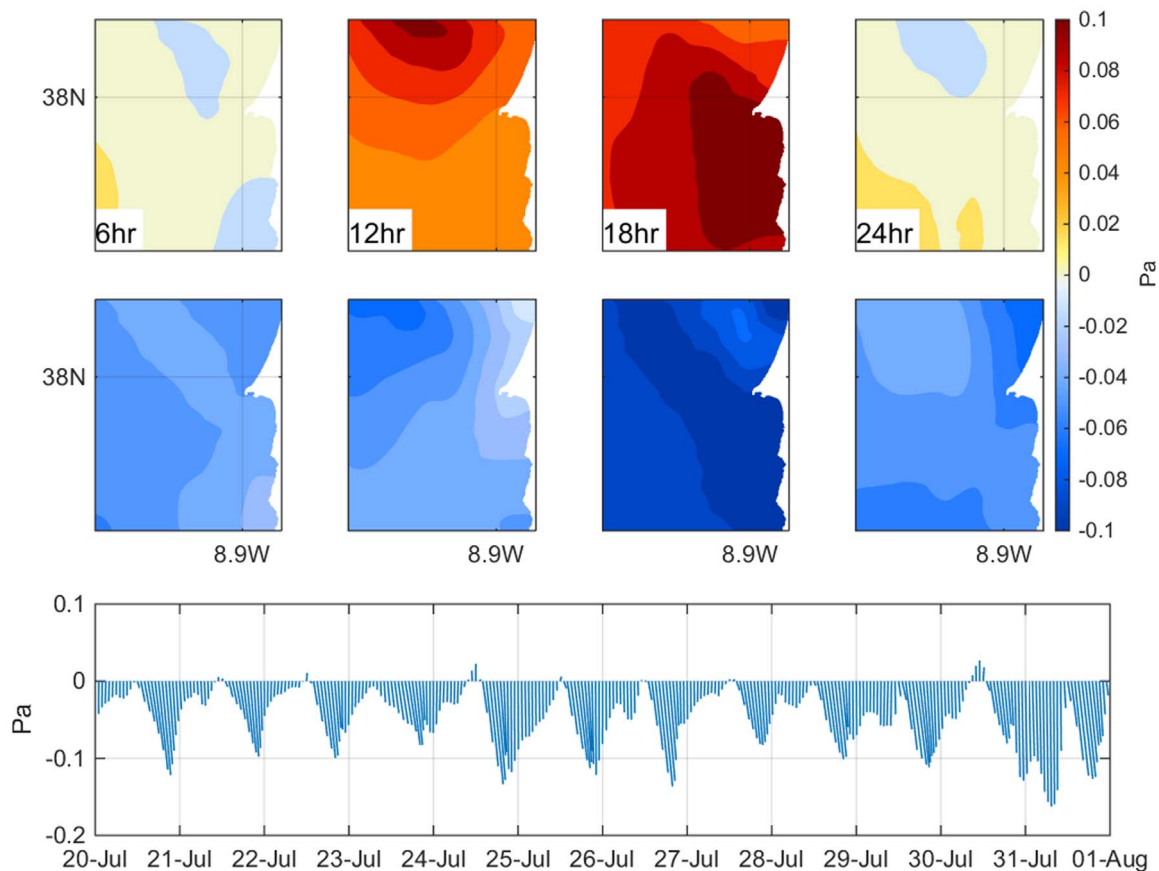 0.1
0.08
38N
0.06
0.04
0.02
6hr 12hr 18hr 24hr
0
Pa
-0.02
-0.04
38N
-0.06
-0.08
-0.1
8.9W 8.9W 8.9W 8.9W
0.1
0
Pa
-0.1
-0.2
20-Jul 21-Jul 22-Jul 23-Jul 24-Jul 25-Jul 26-Jul 27-Jul 28-Jul 29-Jul 30-Jul 31-Jul 01-Aug